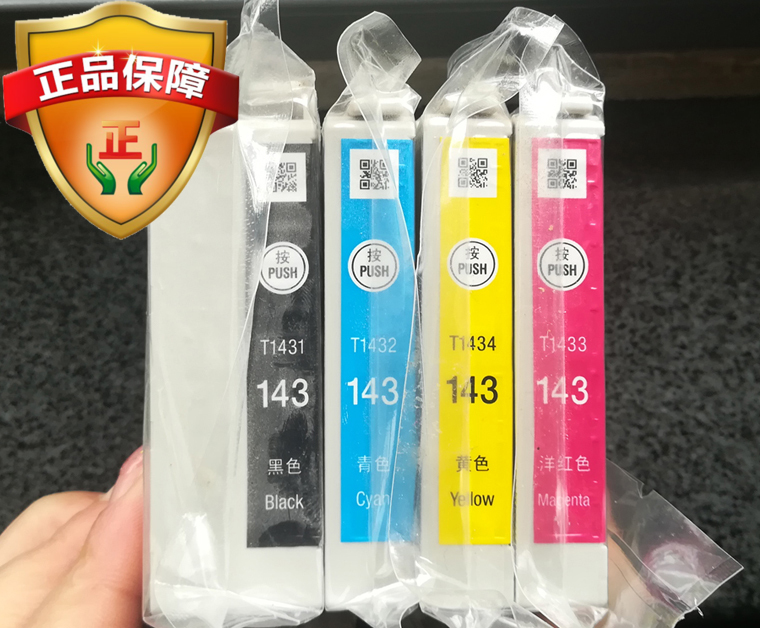 正品保障
正
按
PUSH
T1431
143
黑色
Black
按
PUSH
T1432
143
青色
Cyan
按
PUSH
T1434
143
黄色
Yellow
按
PUSH
T1433
143
洋红色
Magenta